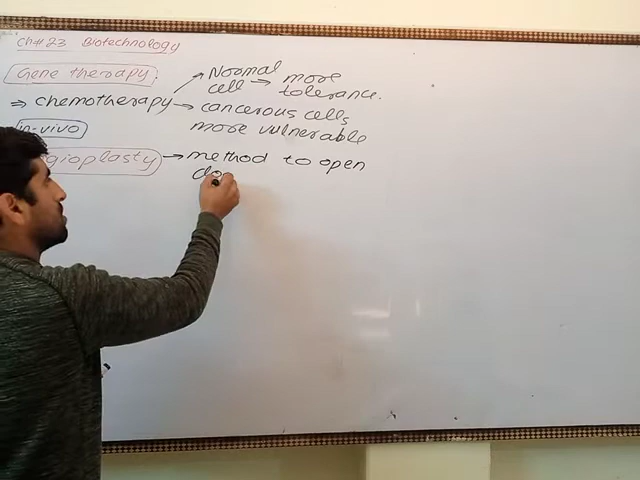 Ch# 23 Biotechnology
Gene therapy
⇒ chemotherapy → Normal cell → more tolerance.
→ cancerous cells more vulnerable
in-vivo
gioplasty → method to open